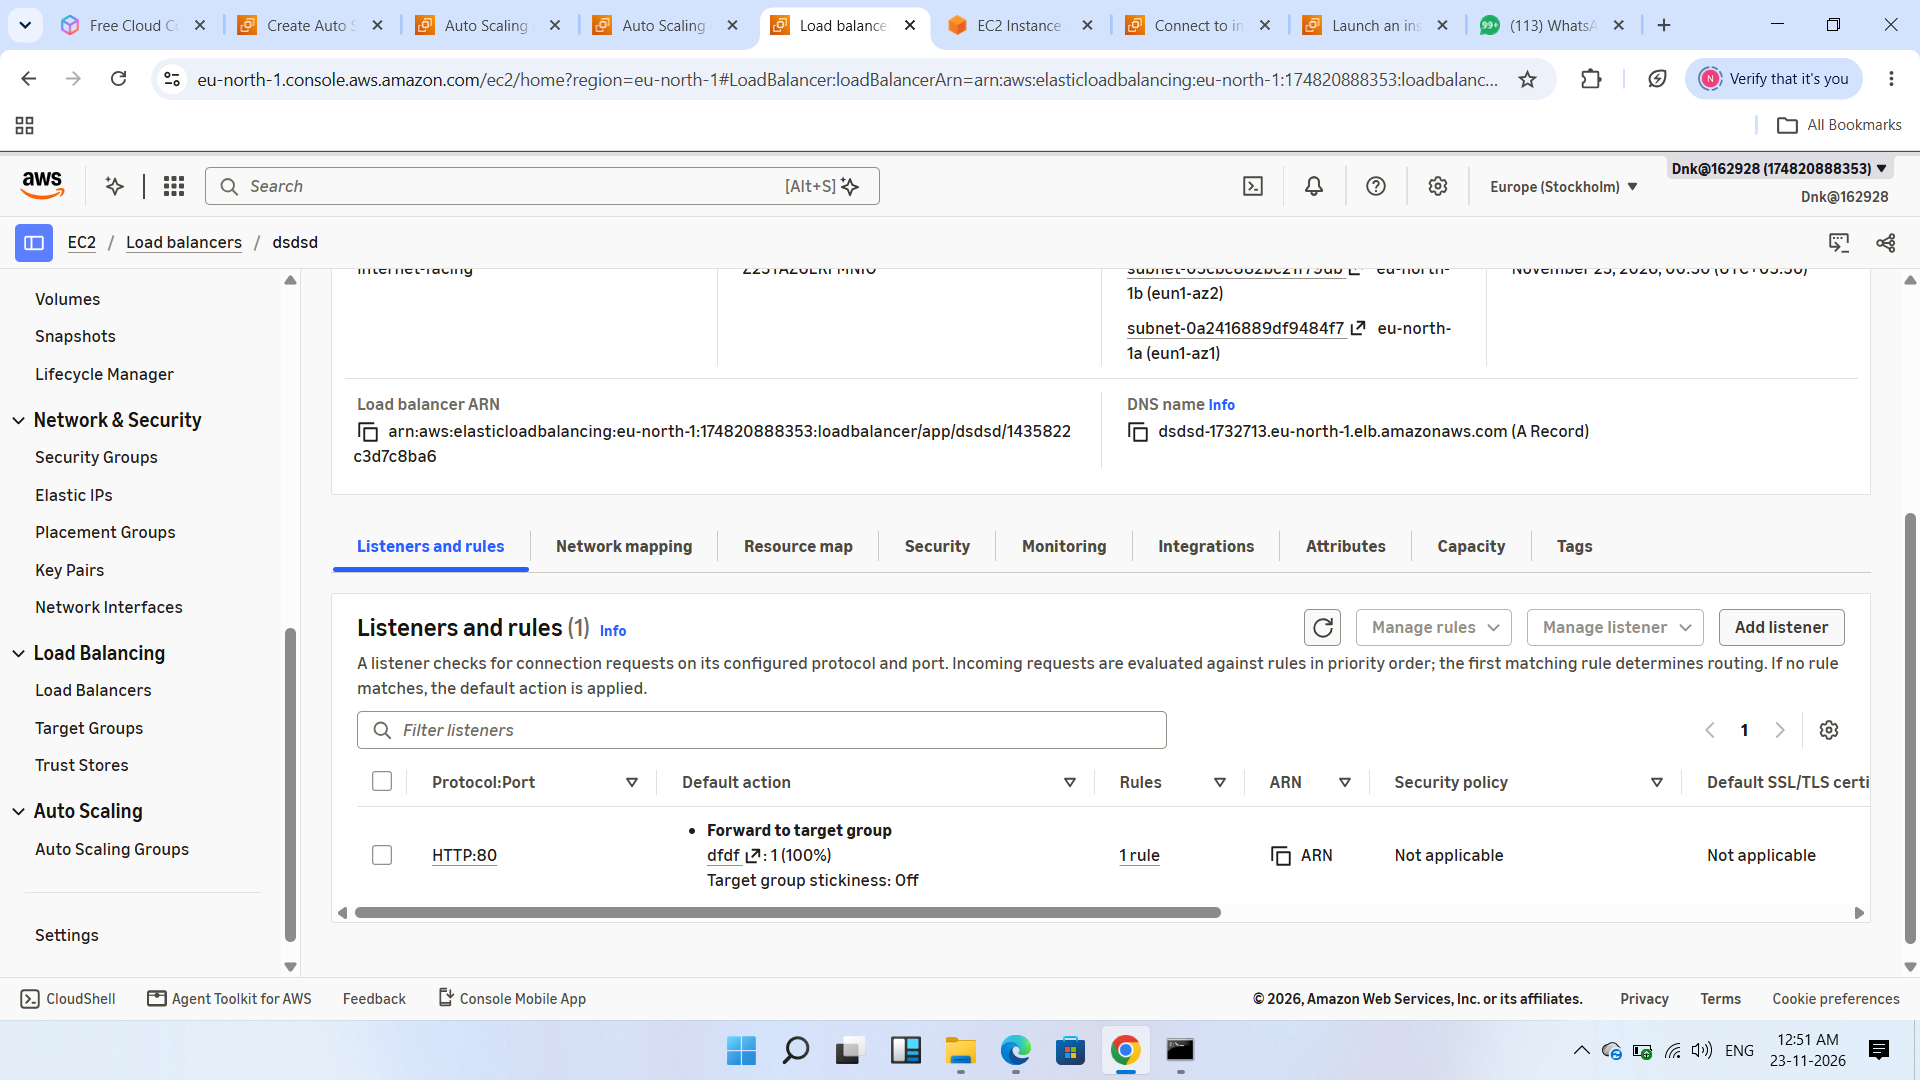 Free Cloud C
Create Auto S
Auto Scaling
Auto Scaling
Load balance
EC2 Instance
Connect to in
Launch an ins
99+
(113) WhatsA
eu-north-1.console.aws.amazon.com/ec2/home?region=eu-north-1#LoadBalancer:loadBalancerArn=arn:aws:elasticloadbalancing:eu-north-1:174820888353:loadbalanc...
N
Verify that it's you
All Bookmarks
aws
Search
[Alt+S]
Europe (Stockholm)
Dnk@162928 (174820888353)
Dnk@162928
EC2 / Load balancers / dsdsd
Volumes
Snapshots
Lifecycle Manager
Network & Security
Security Groups
Elastic IPs
Placement Groups
Key Pairs
Network Interfaces
Load Balancing
Load Balancers
Target Groups
Trust Stores
Auto Scaling
Auto Scaling Groups
Settings
Internet-facing
eu-north-
1b (eun1-az2)
subnet-0a2416889df9484f7 eu-north-
1a (eun1-az1)
Load balancer ARN
arn:aws:elasticloadbalancing:eu-north-1:174820888353:loadbalancer/app/dsdsd/1435822
c3d7c8ba6
DNS name Info
dsdsd-1732713.eu-north-1.elb.amazonaws.com (A Record)
Listeners and rules
Network mapping
Resource map
Security
Monitoring
Integrations
Attributes
Capacity
Tags
Listeners and rules (1) Info
Manage rules
Manage listener
Add listener
A listener checks for connection requests on its configured protocol and port. Incoming requests are evaluated against rules in priority order; the first matching rule determines routing. If no rule
matches, the default action is applied.
Filter listeners
1
Protocol:Port
Default action
Rules
ARN
Security policy
Default SSL/TLS certi
HTTP:80
• Forward to target group
dfdf : 1 (100%)
Target group stickiness: Off
1 rule
ARN
Not applicable
Not applicable
CloudShell
Agent Toolkit for AWS
Feedback
Console Mobile App
© 2026, Amazon Web Services, Inc. or its affiliates.
Privacy
Terms
Cookie preferences
ENG
12:51 AM
23-11-2026